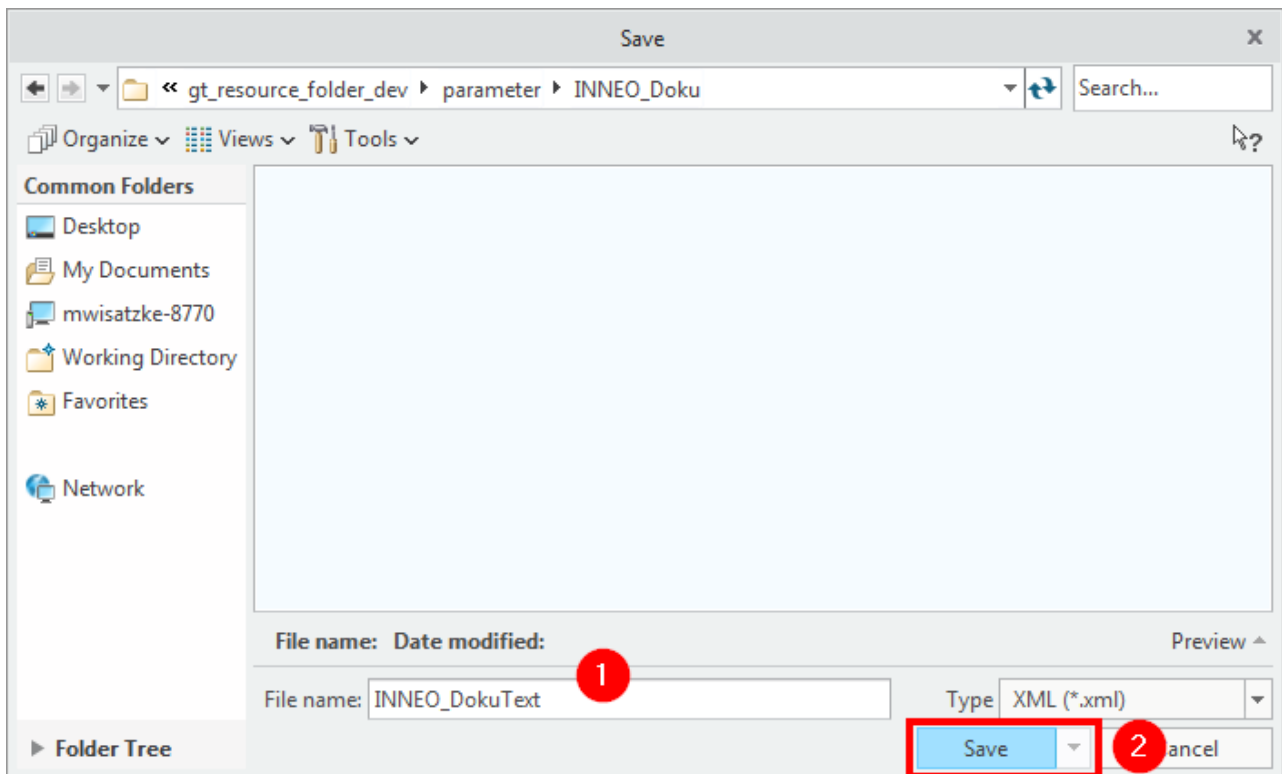 Save
« gt_resource_folder_dev parameter INNEO_Doku Search...
Organize Views Tools ?
Common Folders
Desktop
My Documents
mwisatzke-8770
Working Directory
Favorites
Network
File name: Date modified: Preview
1
File name: INNEO_DokuText Type XML (*.xml)
Folder Tree Save 2 ancel